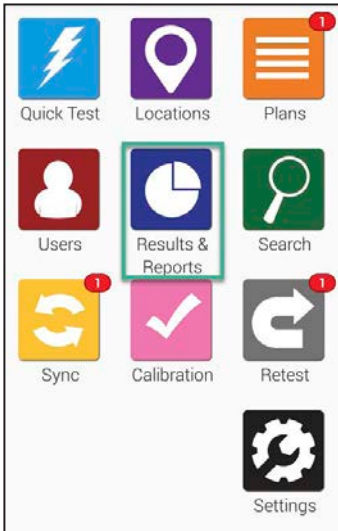 1
Quick Test
Locations
Plans
Users
Results &
Reports
Search
1
1
Sync
Calibration
Retest
Settings